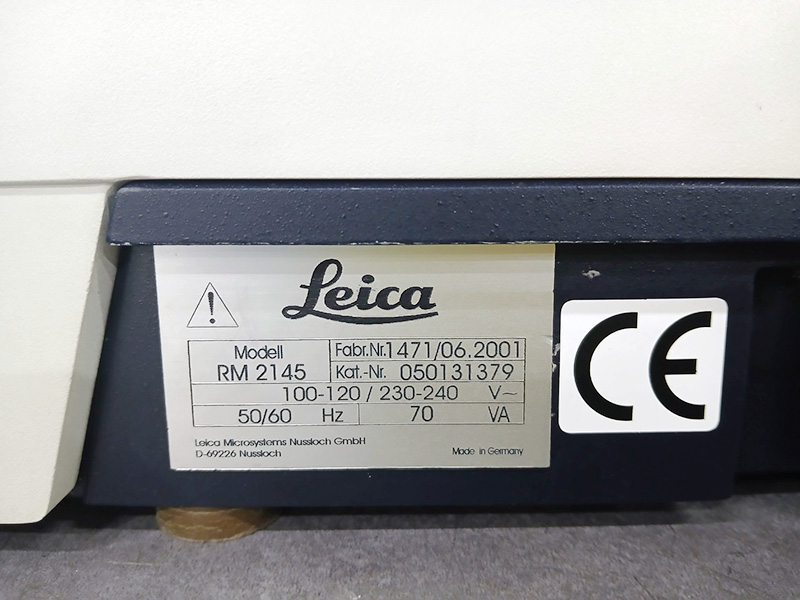 Leica
Modell
RM 2145
Fabr.Nr. 1471/06.2001
Kat.-Nr. 050131379
100-120 / 230-240 V~
50/60 Hz 70 VA
Leica Microsystems Nussloch GmbH
D-69226 Nussloch
Made in Germany
CE